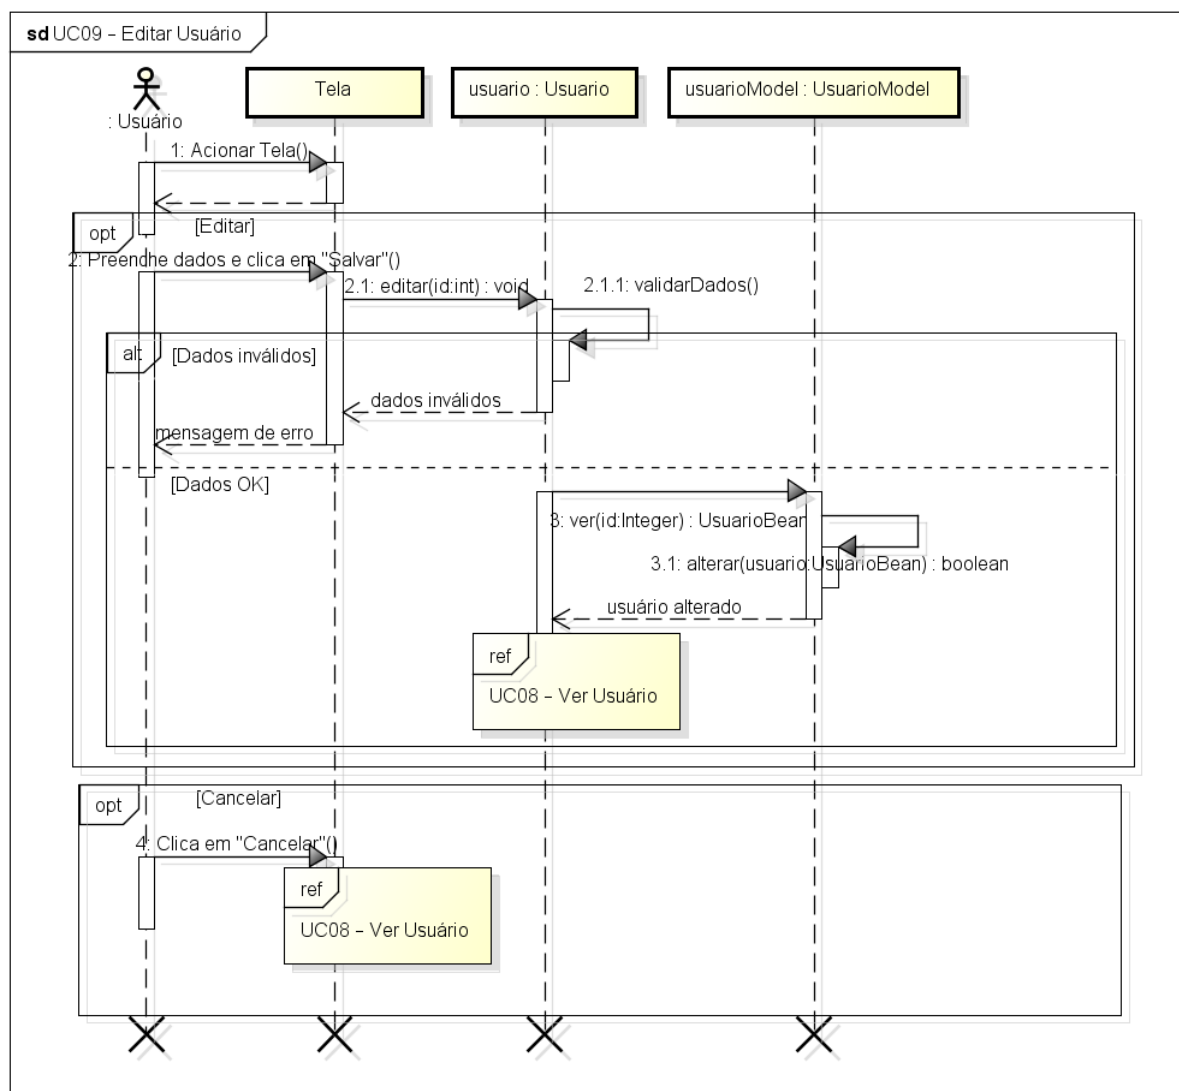 sd UC09 – Editar Usuário
Tela
usuario : Usuario
usuarioModel : UsuarioModel
: Usuário
1: Acionar Tela()
opt
[Editar]
2: Preendhe dados e clica em "Salvar"()
2.1: editar(id:int) : void
2.1.1: validarDados()
alt
[Dados inválidos]
dados inválidos
mensagem de erro
[Dados OK]
3: ver(id:Integer) : UsuarioBean
3.1: alterar(usuario:UsuarioBean) : boolean
usuário alterado
ref
UC08 – Ver Usuário
opt
[Cancelar]
4: Clica em "Cancelar"()
ref
UC08 – Ver Usuário